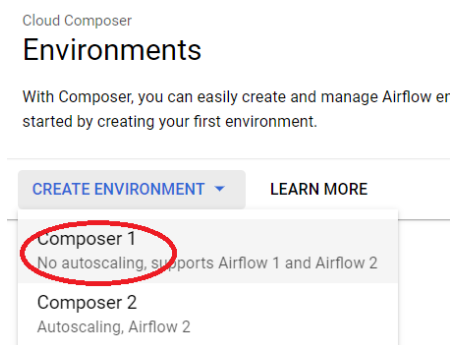 Cloud Composer
Environments
With Composer, you can easily create and manage Airflow
started by creating your first environment.
CREATE ENVIRONMENT
LEARN MORE
Composer 1
No autoscaling, supports Airflow 1 and Airflow 2
Composer 2
Autoscaling, Airflow 2